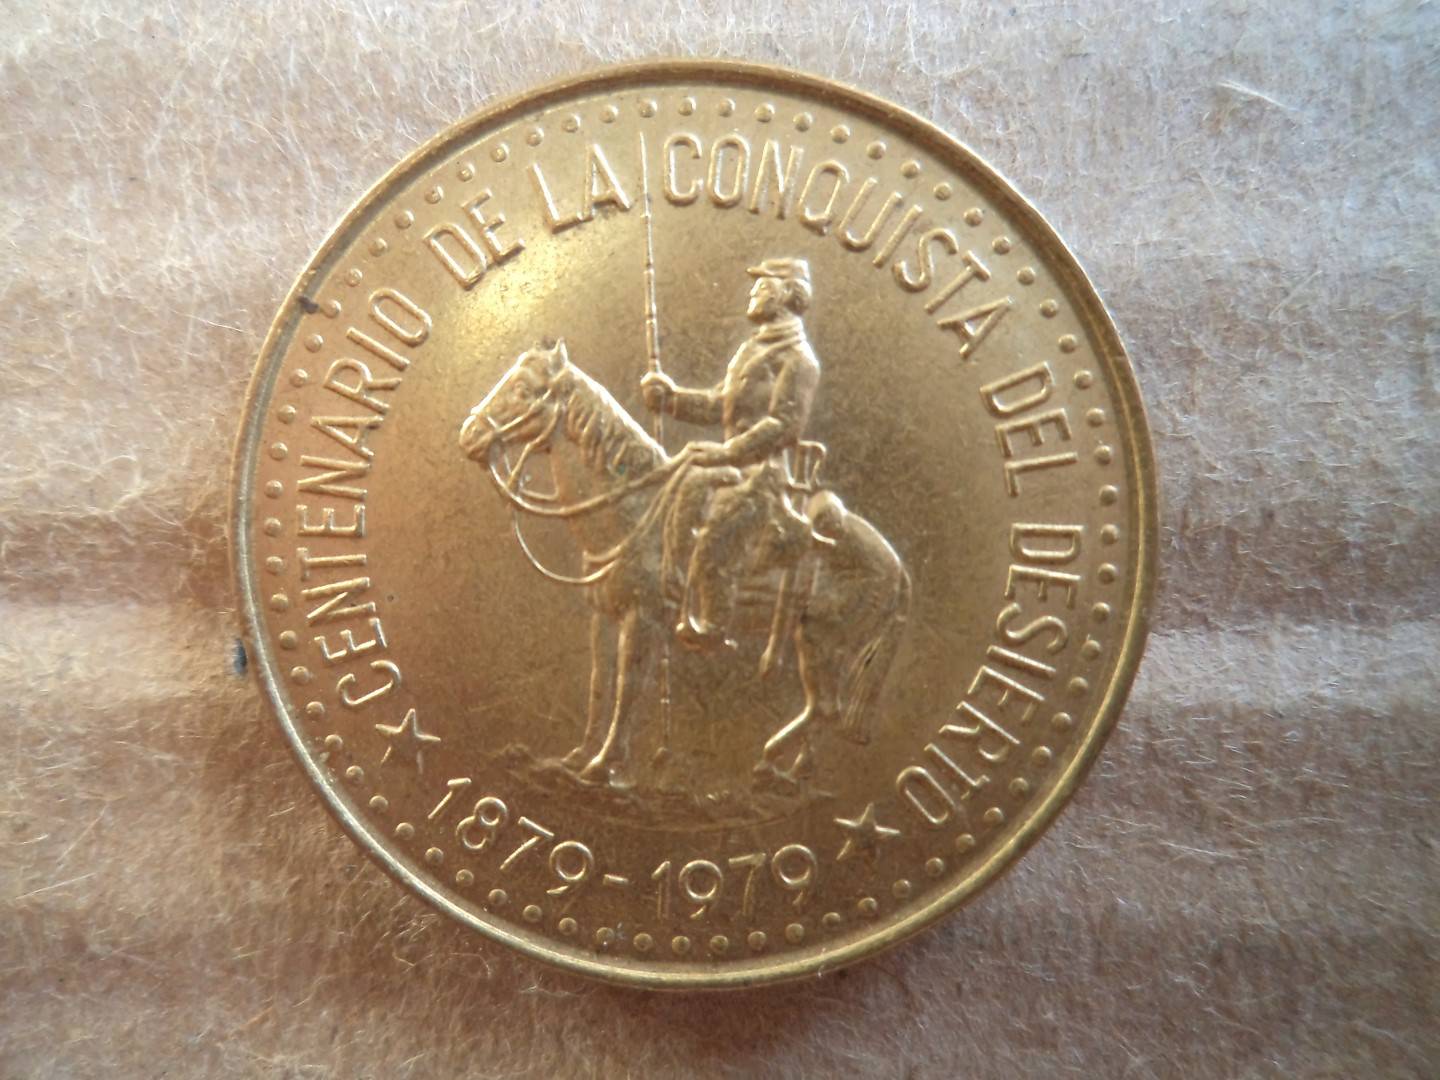 CENTENARIO DE LA CONQUISTA DEL DESIERTO
1879-1979